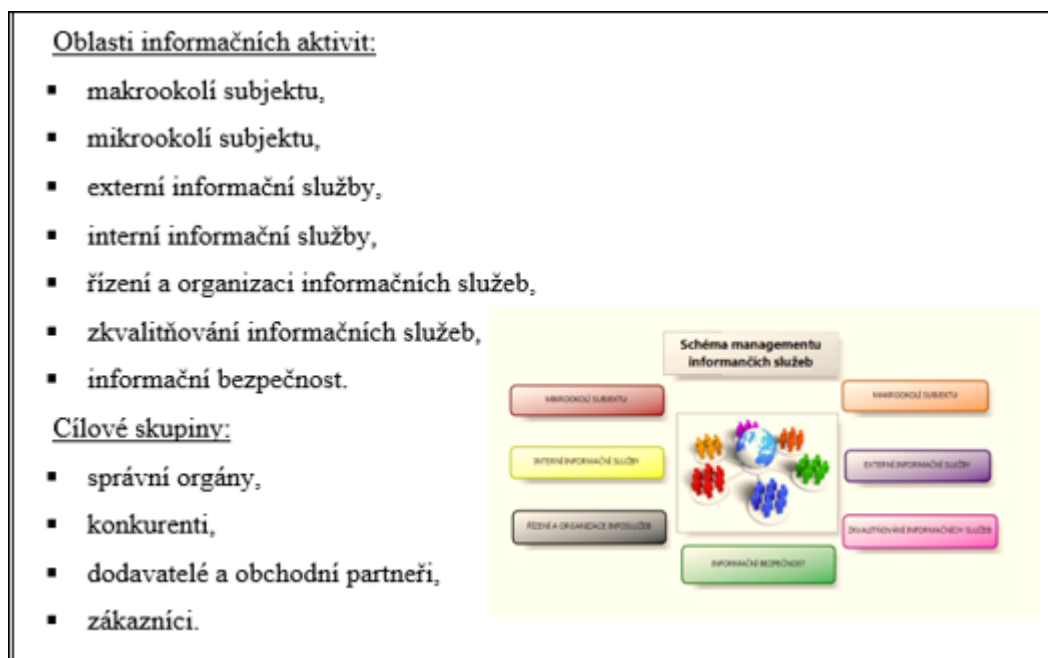 Oblasti informačních aktivit:
▪ makrookolí subjektu,
▪ mikrookolí subjektu,
▪ externí informační služby,
▪ interní informační služby,
▪ řízení a organizaci informačních služeb,
▪ zkvalitňování informačních služeb,
▪ informační bezpečnost.
Cílové skupiny:
▪ správní orgány,
▪ konkurenti,
▪ dodavatelé a obchodní partneři,
▪ zákazníci.
Schéma managementu
informančích služeb
MIKROOKOLÍ SUBJEKTU
MAKROOKOLÍ SUBJEKTU
INTERNÍ INFORMAČNÍ SLUŽBY
EXTERNÍ INFORMAČNÍ SLUŽBY
ŘÍZENÍ A ORGANIZACE INFOSLUŽEB
ZKVALITŇOVÁNÍ INFORMAČNÍCH SLUŽEB
INFORMAČNÍ BEZPEČNOST